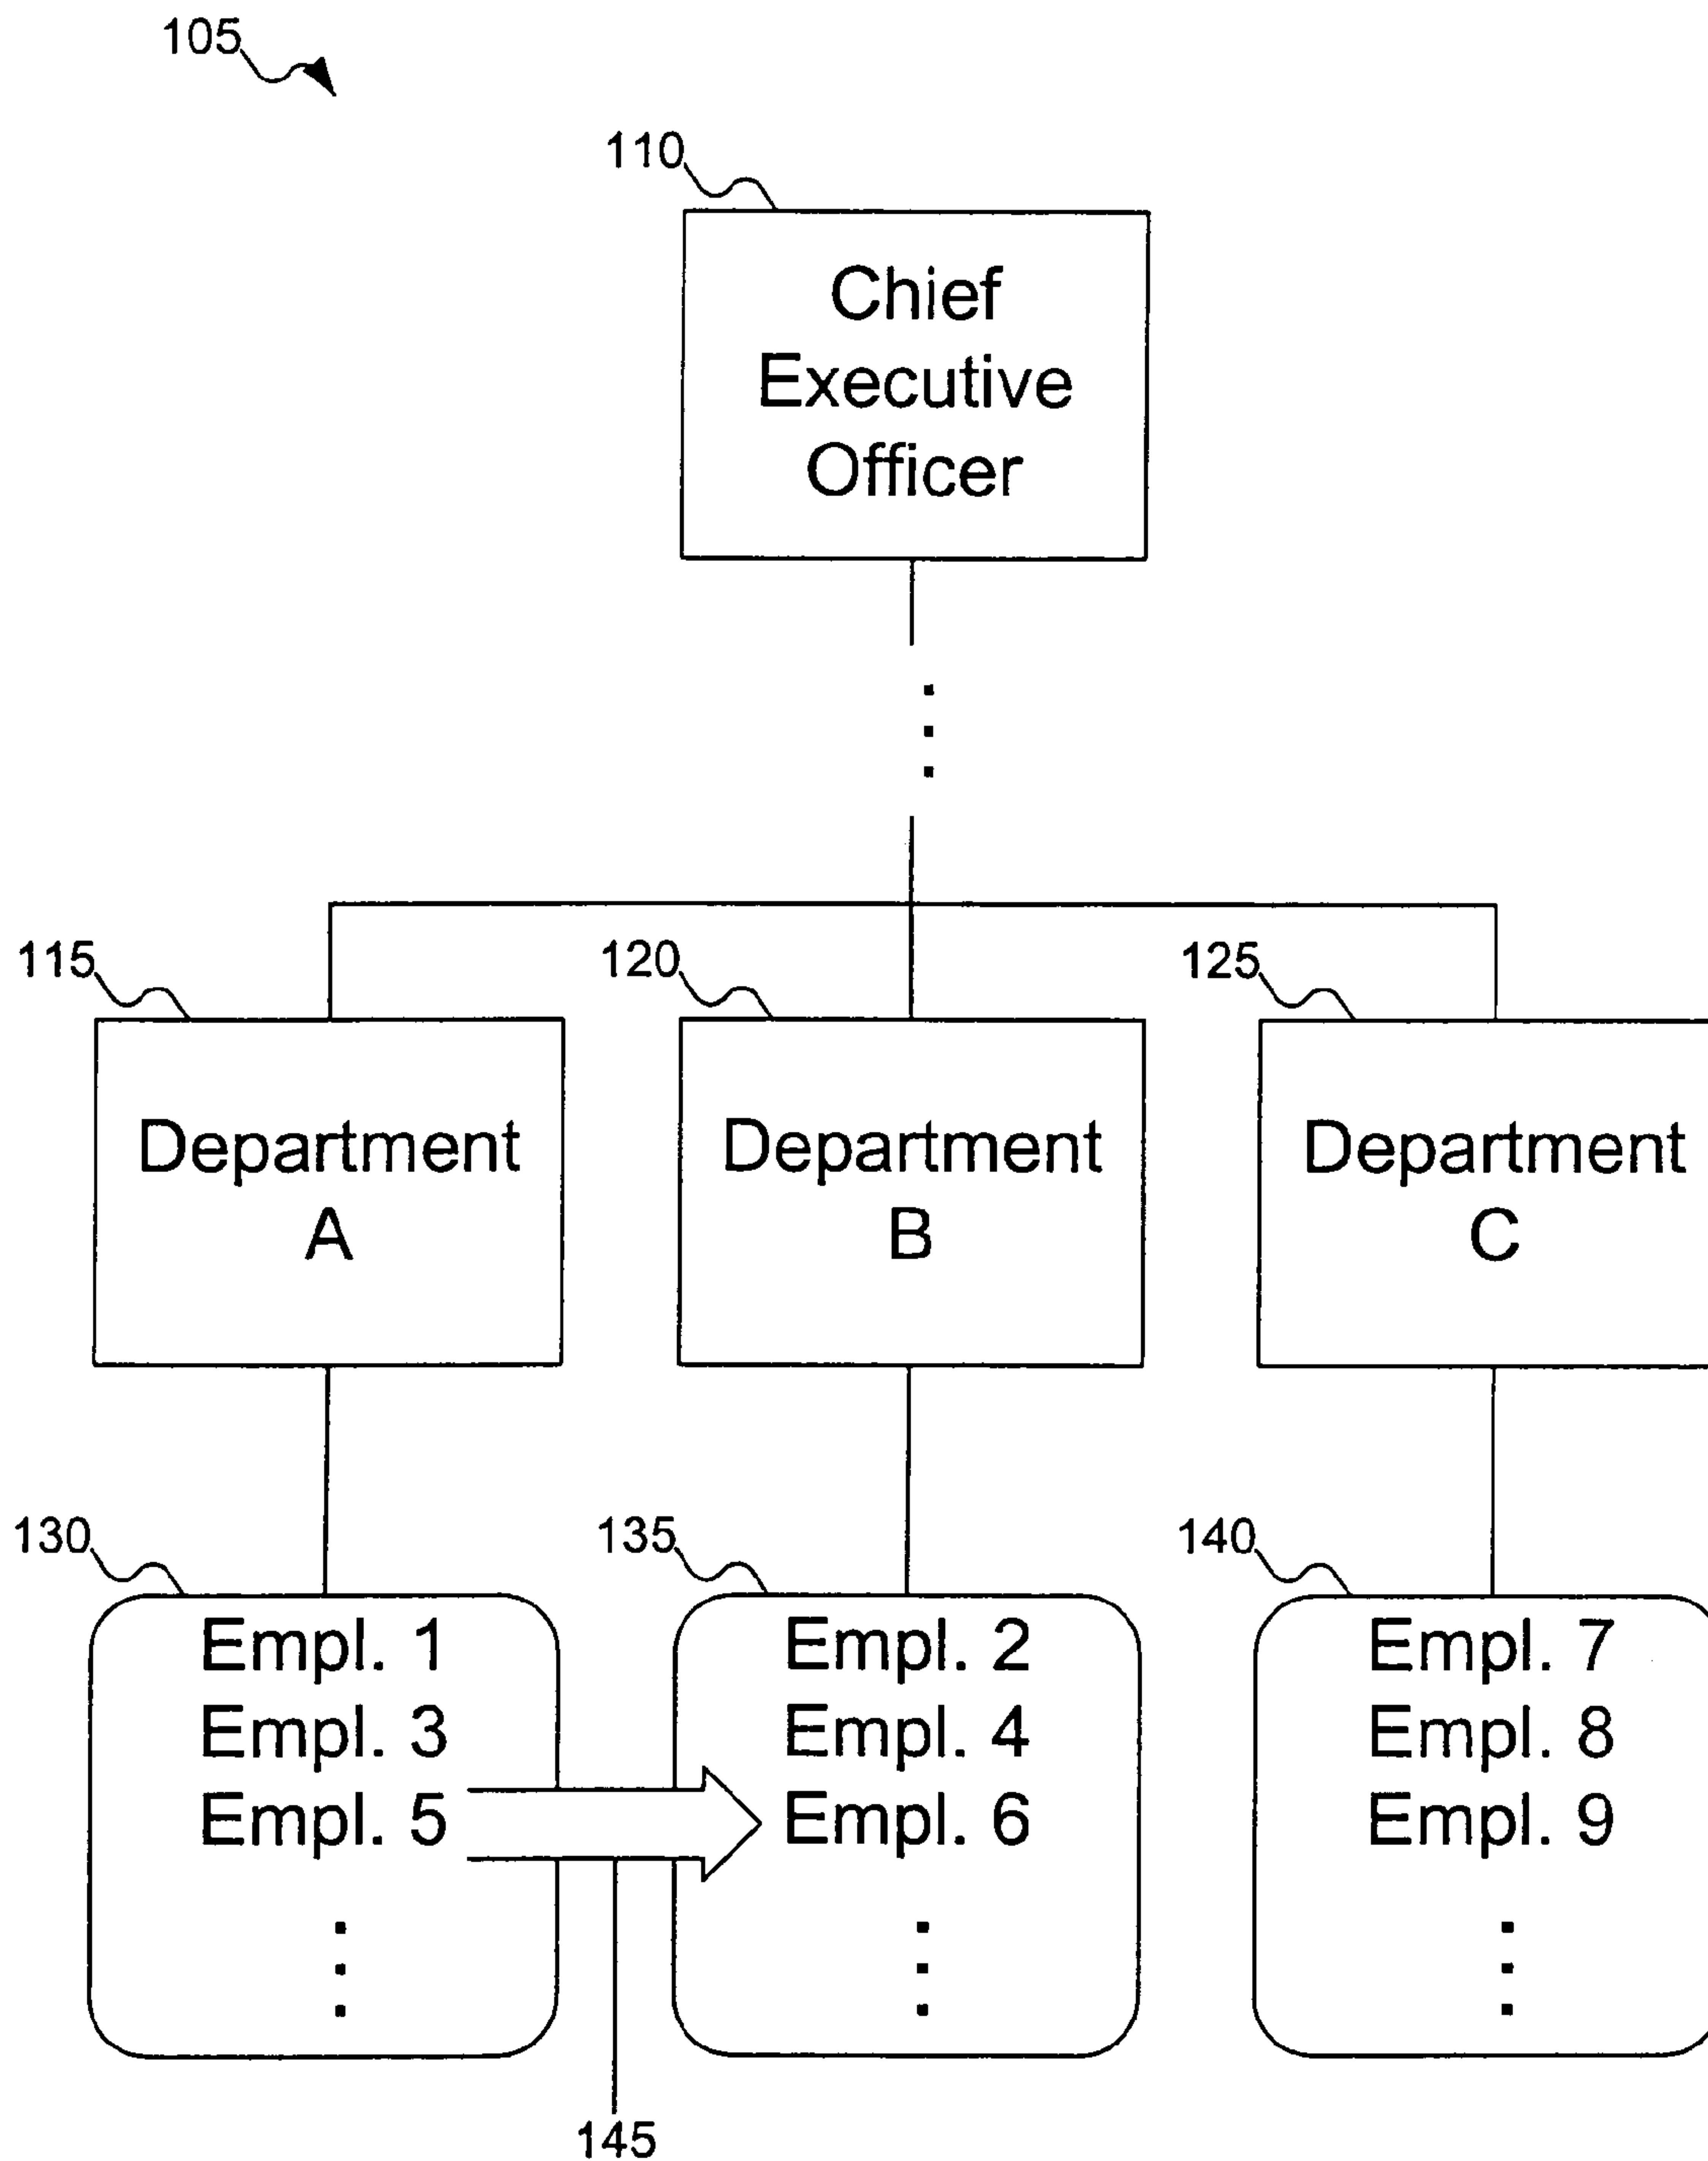 105
110
Chief
Executive
Officer
115
120
125
Department
A
Department
B
Department
C
130
135
140
Empl. 1
Empl. 3
Empl. 5
Empl. 2
Empl. 4
Empl. 6
Empl. 7
Empl. 8
Empl. 9
145